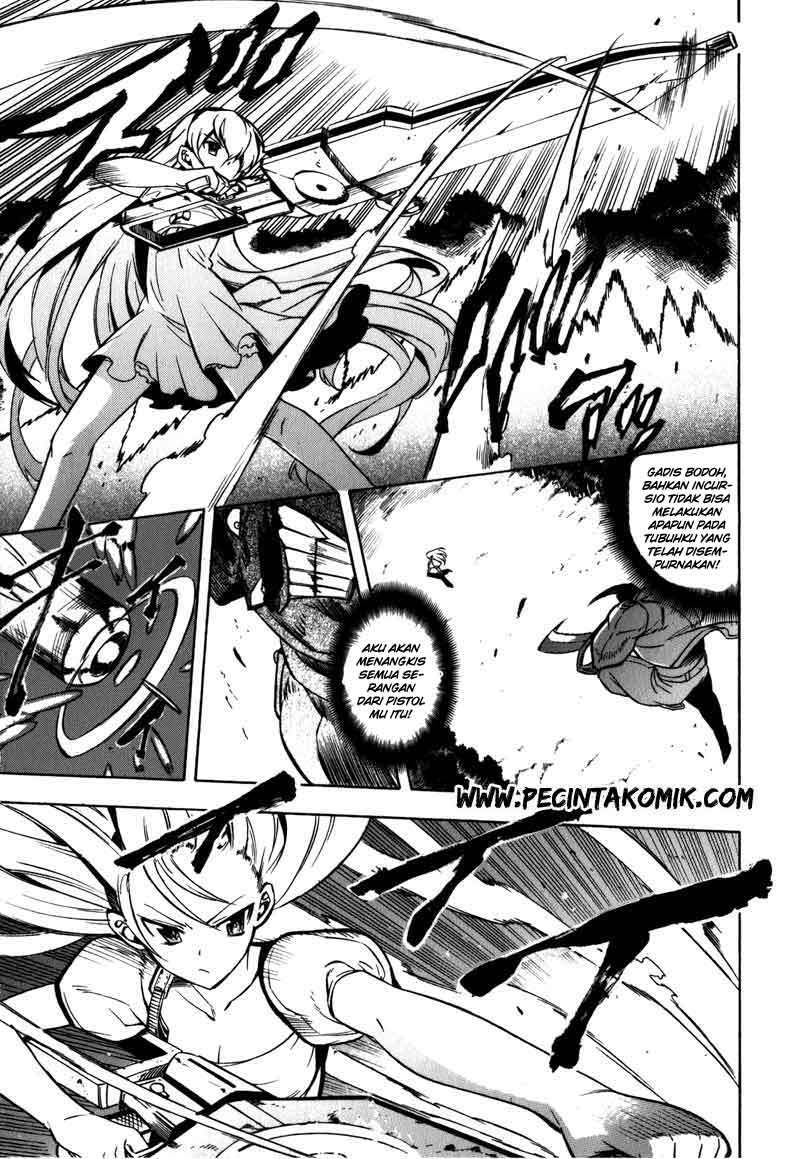 GADIS BODOH,
BAHKAN INCUR-
SIO TIDAK BISA
MELAKUKAN
APAPUN PADA
TUBUHKU YANG
TELAH DISEM-
PURNAKAN!
AKU AKAN
MENANGKIS
SEMUA SE-
RANGAN
DARI PISTOL
MU ITU!
WWW.PECINTAKOMIK.COM